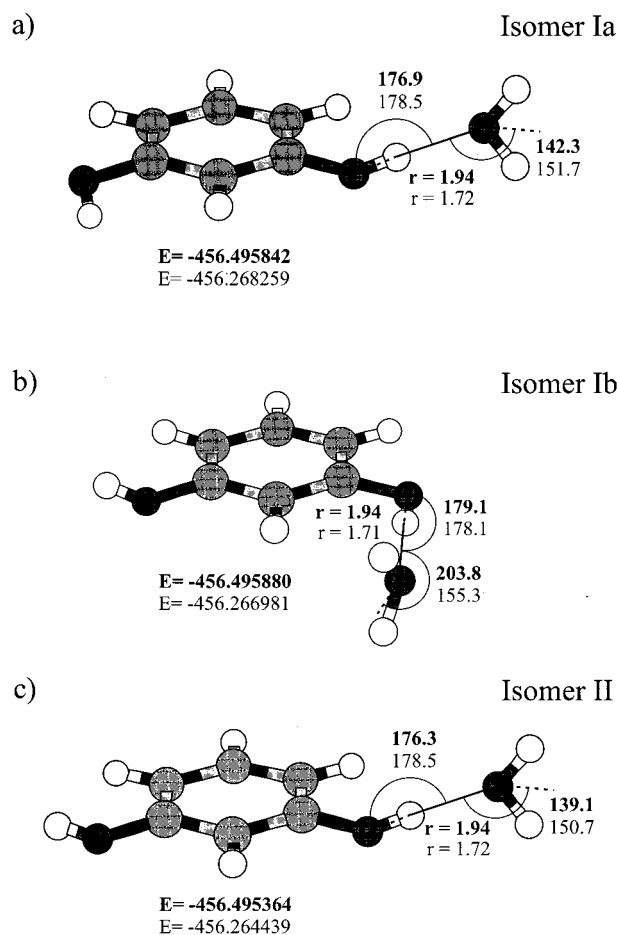 a)
Isomer Ia
176.9
178.5
142.3
151.7
r = 1.94
r = 1.72
E= -456.495842
E= -456.268259
b)
Isomer Ib
r = 1.94
r = 1.71
179.1
178.1
203.8
155.3
E= -456.495880
E= -456.266981
c)
Isomer II
176.3
178.5
139.1
150.7
r = 1.94
r = 1.72
E= -456.495364
E= -456.264439